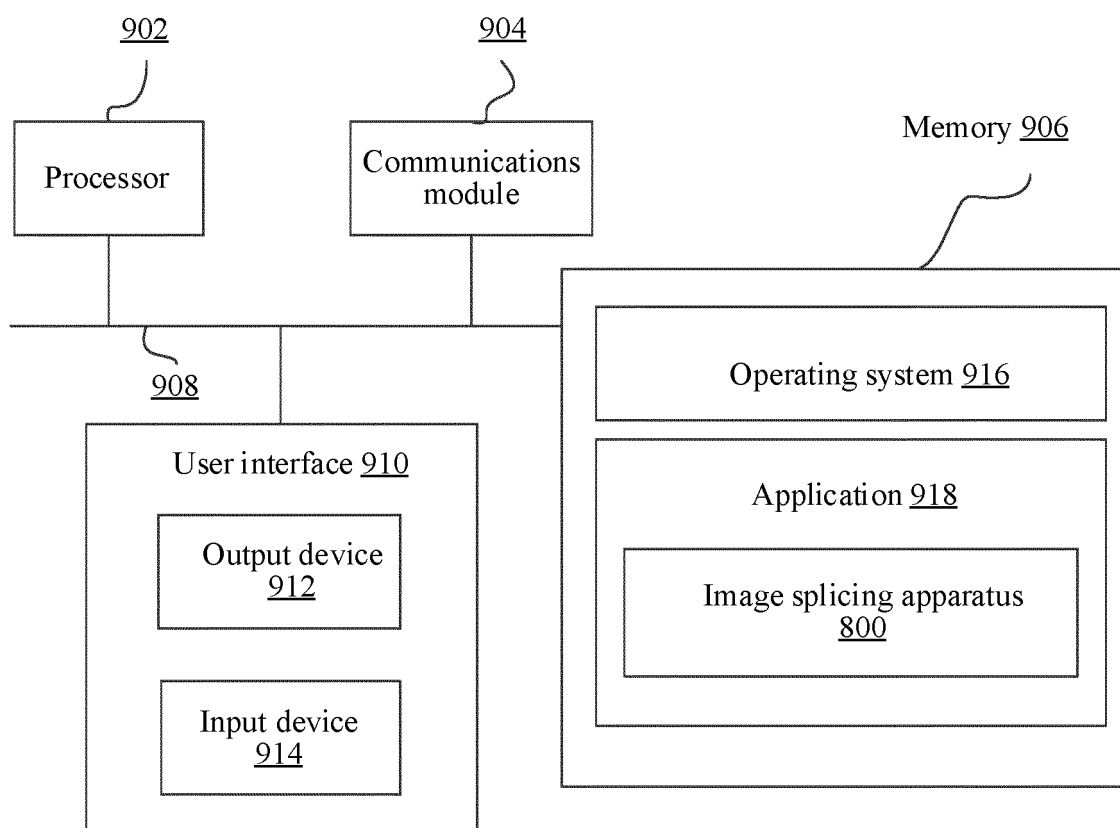 902
904
Memory 906
Processor
Communications
module
908
Operating system 916
User interface 910
Application 918
Output device
912
Image splicing apparatus
800
Input device
914